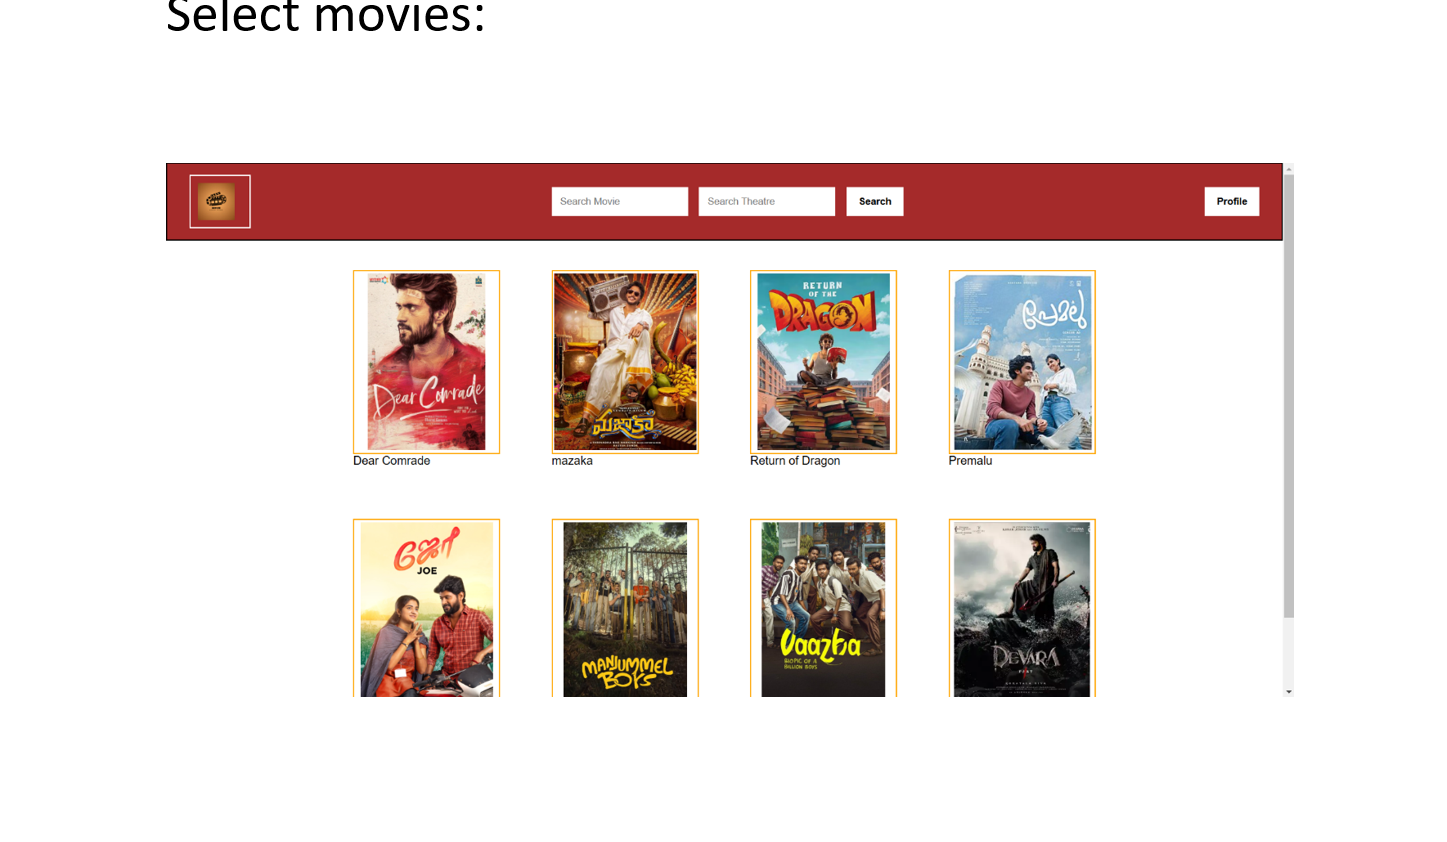 Select movies:
Search Movie
Search Theatre
Search
Profile
Dear Comrade
RETURN
OF THE
DRAGON
പ്രേമലു
Dear Comrade
mazaka
Return of Dragon
Premalu
ஜோ
JOE
MANJUMMEL
BOYS
Vaazha
BIOPIC OF A
BILLION BOYS
DEVARA
PART